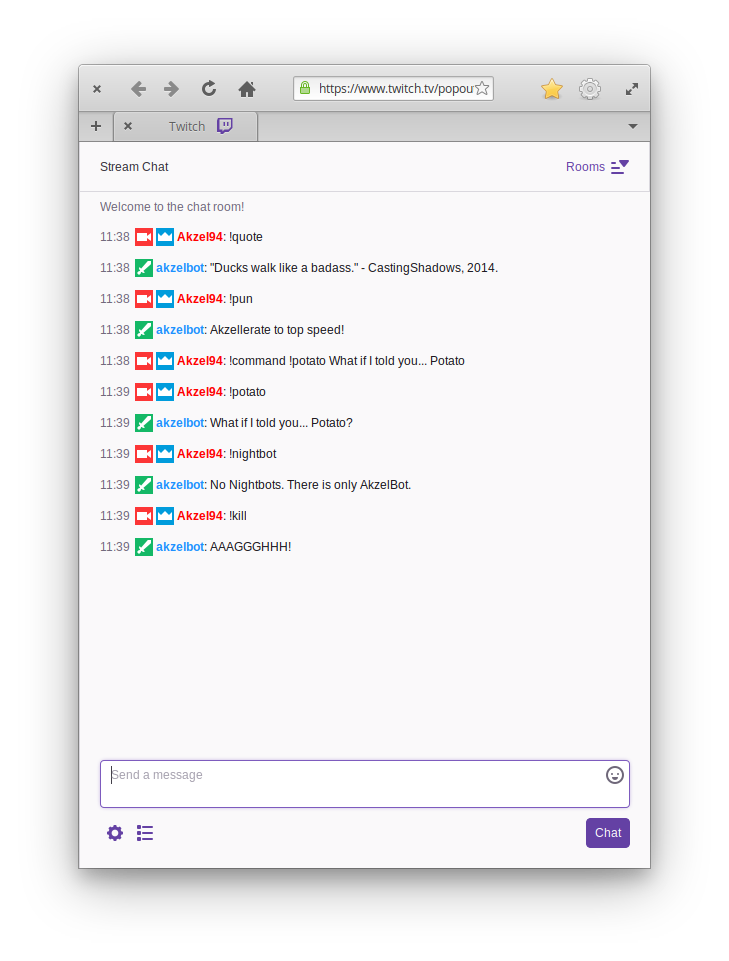 https://www.twitch.tv/popou
Twitch
Stream Chat
Rooms
Welcome to the chat room!
11:38 Akzel94: !quote
11:38 akzelbot: "Ducks walk like a badass." - CastingShadows, 2014.
11:38 Akzel94: !pun
11:38 akzelbot: Akzellerate to top speed!
11:38 Akzel94: !command !potato What if I told you... Potato
11:39 Akzel94: !potato
11:39 akzelbot: What if I told you... Potato?
11:39 Akzel94: !nightbot
11:39 akzelbot: No Nightbots. There is only AkzelBot.
11:39 Akzel94: !kill
11:39 akzelbot: AAAGGGHHH!
Send a message
Chat